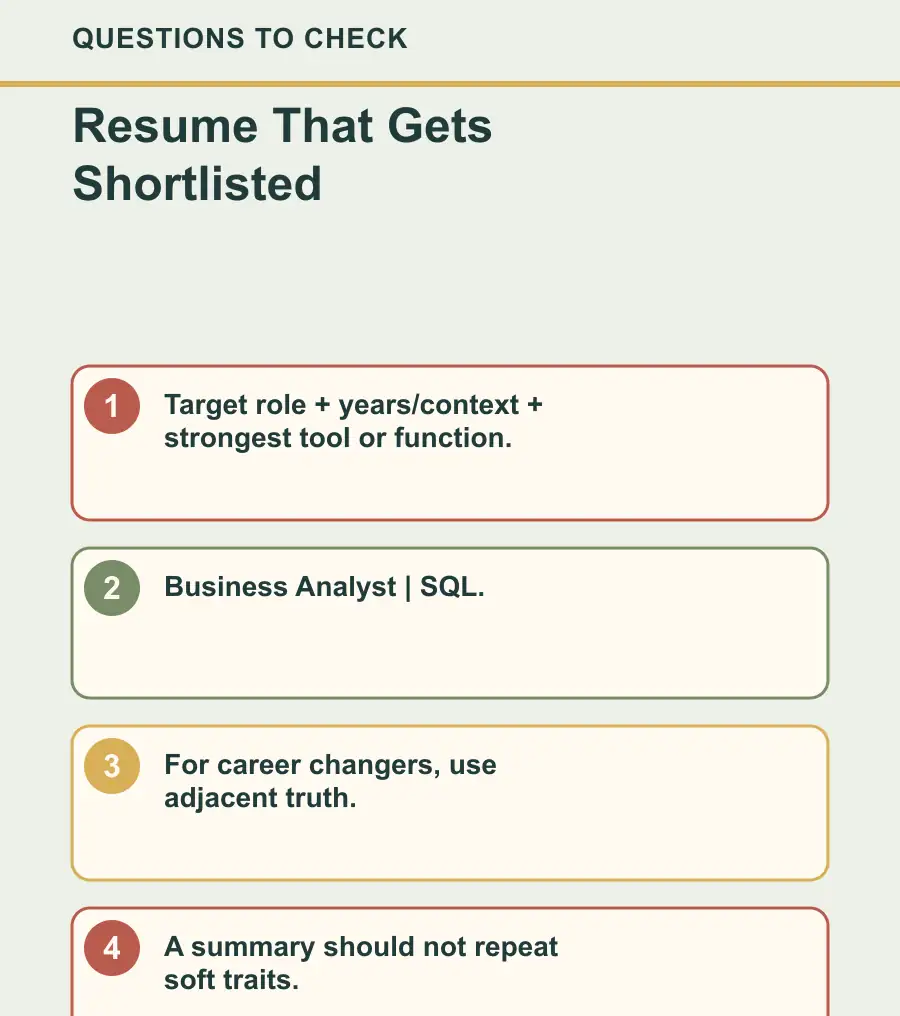 QUESTIONS TO CHECK
Resume That Gets
Shortlisted
1
Target role + years/context +
strongest tool or function.
2
Business Analyst | SQL.
3
For career changers, use
adjacent truth.
4
A summary should not repeat
soft traits.